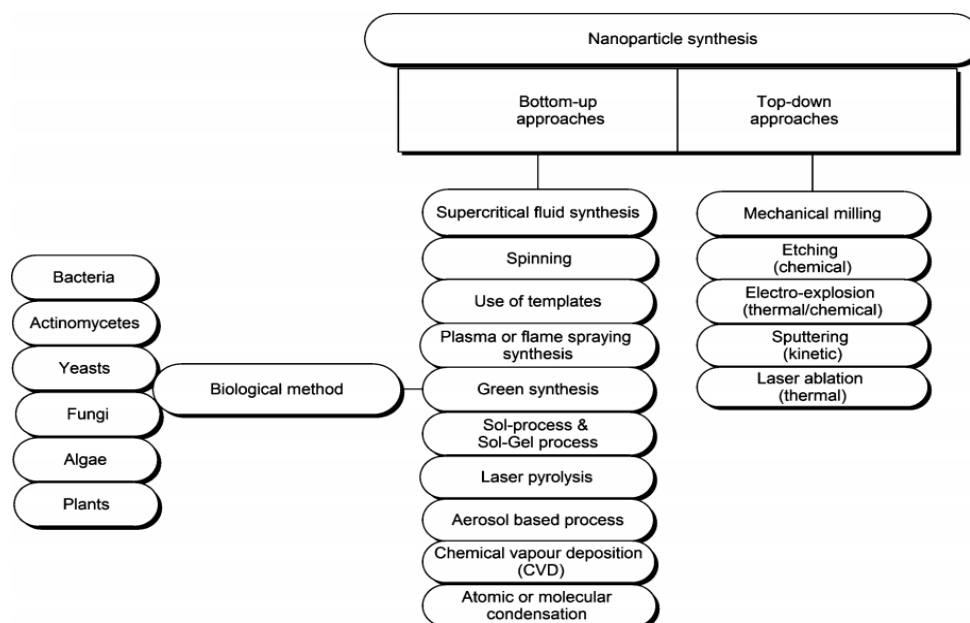 Nanoparticle synthesis
Bottom-up
approaches
Top-down
approaches
Supercritical fluid synthesis
Spinning
Use of templates
Plasma or flame spraying
synthesis
Green synthesis
Sol-process &
Sol-Gel process
Laser pyrolysis
Aerosol based process
Chemical vapour deposition
(CVD)
Atomic or molecular
condensation
Mechanical milling
Etching
(chemical)
Electro-explosion
(thermal/chemical)
Sputtering
(kinetic)
Laser ablation
(thermal)
Biological method
Bacteria
Actinomycetes
Yeasts
Fungi
Algae
Plants